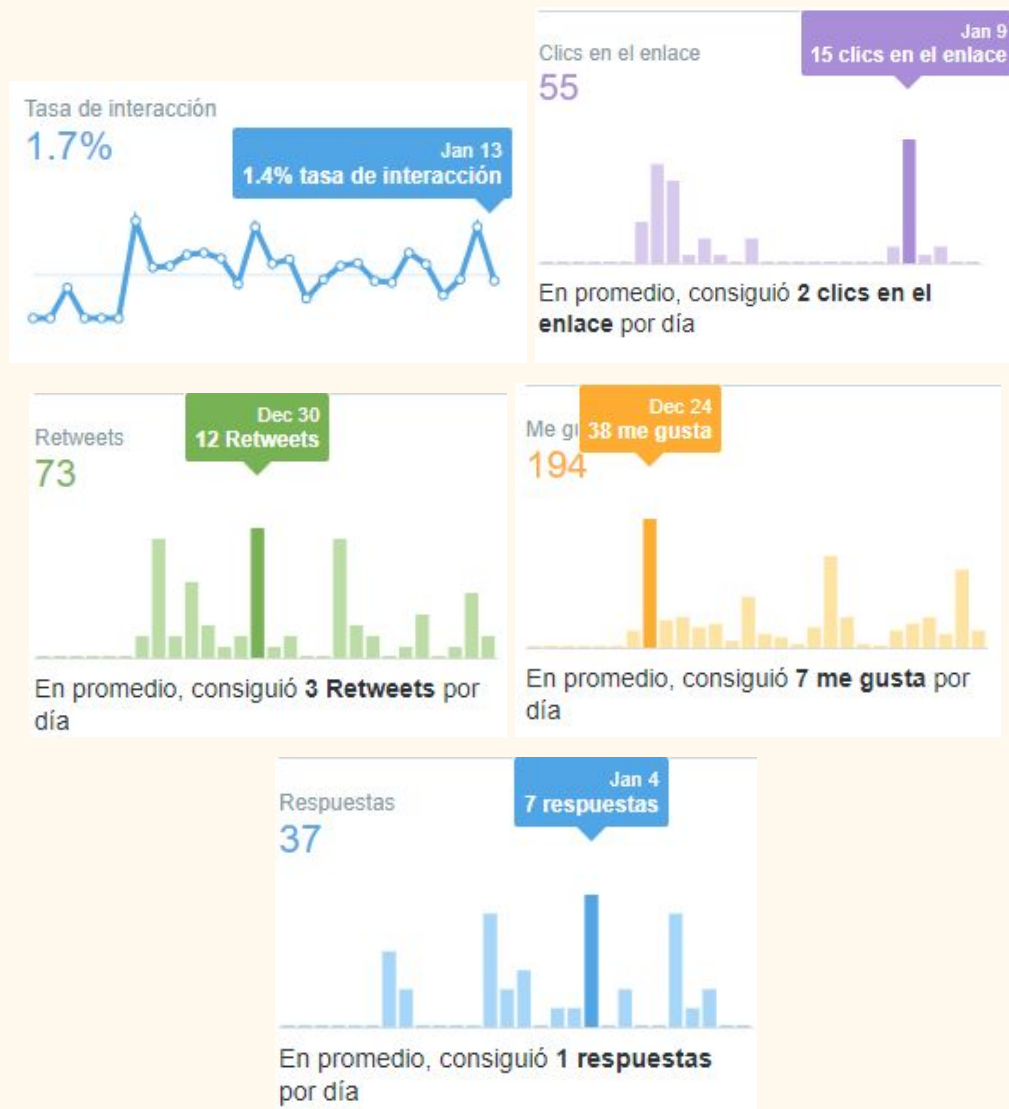 Tasa de interacción
1.7%
Jan 13
1.4% tasa de interacción
Clics en el enlace
55
Jan 9
15 clics en el enlace
En promedio, consiguió 2 clics en el
enlace por día
Retweets
73
Dec 30
12 Retweets
En promedio, consiguió 3 Retweets por
día
Me gu
194
Dec 24
38 me gusta
En promedio, consiguió 7 me gusta por
día
Respuestas
37
Jan 4
7 respuestas
En promedio, consiguió 1 respuestas
por día